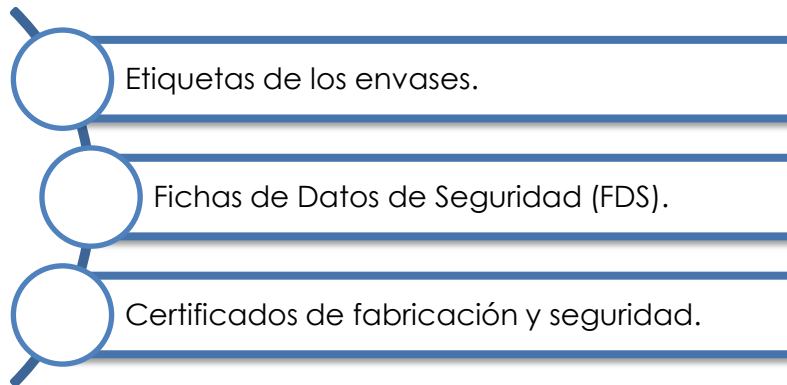 Etiquetas de los envases.
Fichas de Datos de Seguridad (FDS).
Certificados de fabricación y seguridad.